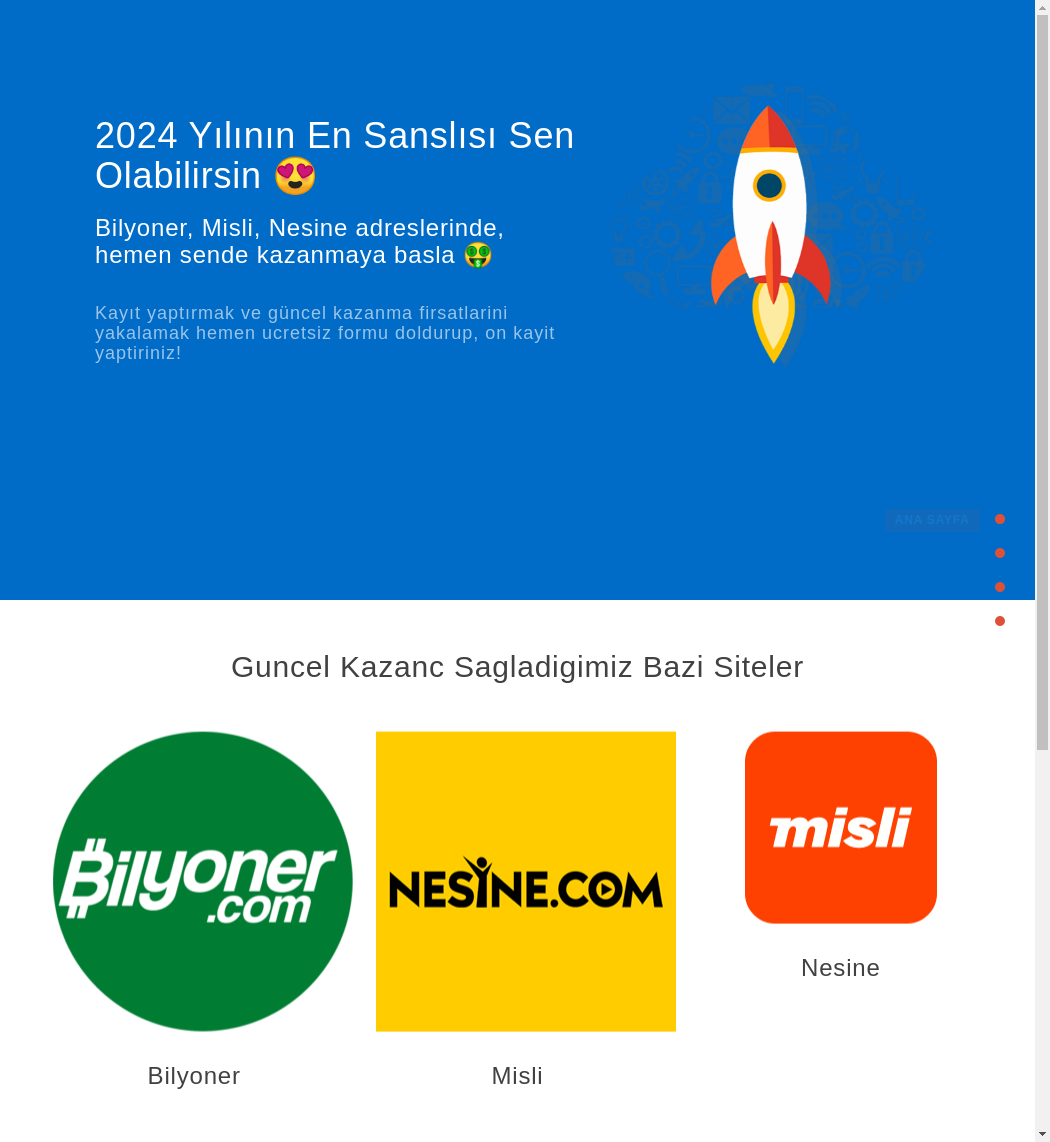 2024 Yılının En Sanslısı Sen
Olabilirsin 😍
Bilyoner, Misli, Nesine adreslerinde,
hemen sende kazanmaya basla 🤑
Kayıt yaptırmak ve güncel kazanma firsatlarini
yakalamak hemen ucretsiz formu doldurup, on kayit
yaptiriniz!
ANA SAYFA
Guncel Kazanc Sagladigimiz Bazi Siteler
Bilyoner
.com
NESINE.COM
misli
Nesine
Bilyoner
Misli